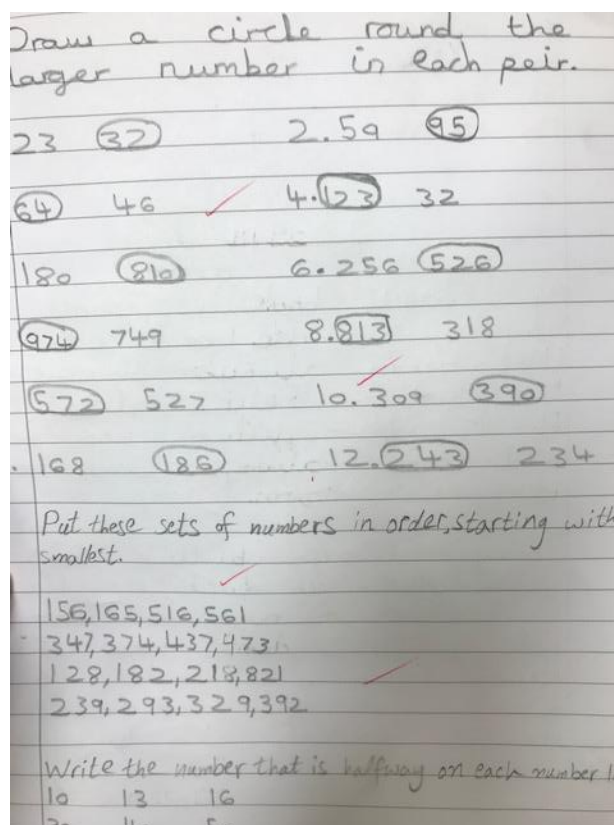 Draw a circle round the
larger number in each peir.
23 32 2. 59 95
64 46 4. 123 32
180 810 6. 256 526
974 749 8. 813 318
572 527 10. 309 390
. 168 186 12. 243 234
Put these sets of numbers in order, starting with
smallest.
156, 165, 516, 561
347, 374, 437, 473
128, 182, 218, 821
239, 293, 329, 392
Write the number that is halfway on each number
10 13 16